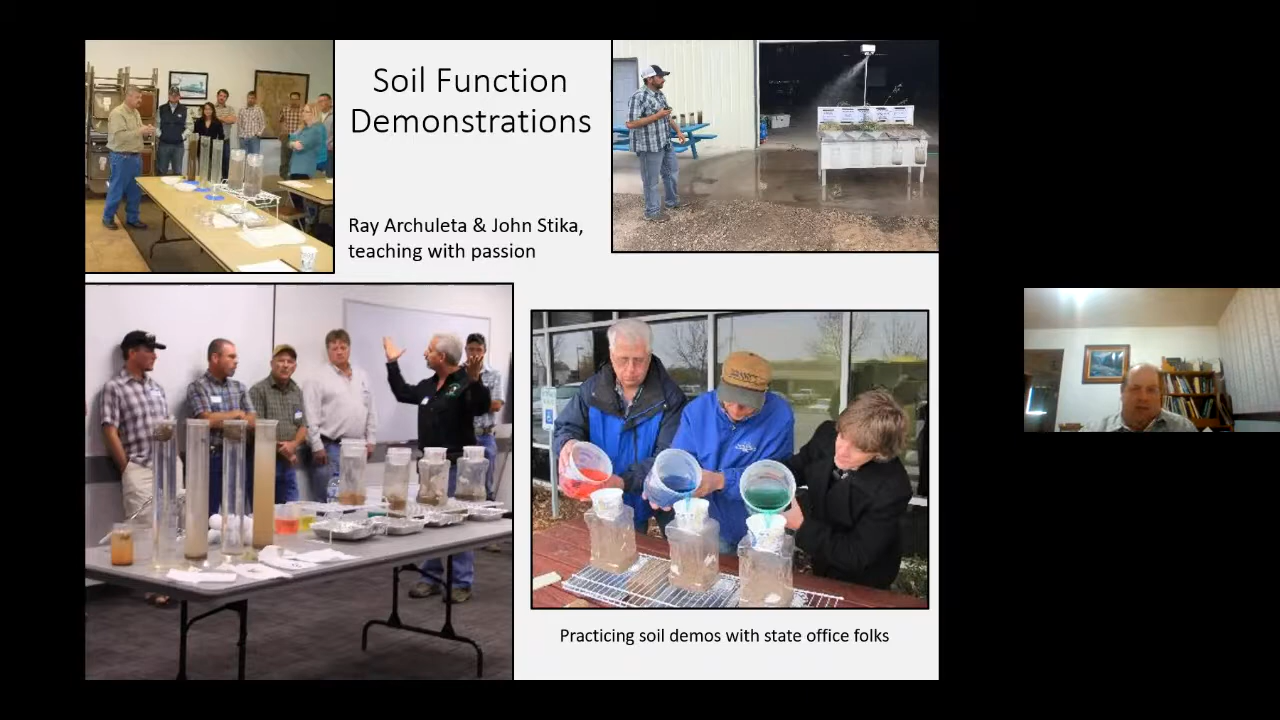 Soil Function
Demonstrations
Ray Archuleta & John Stika,
teaching with passion
Practicing soil demos with state office folks